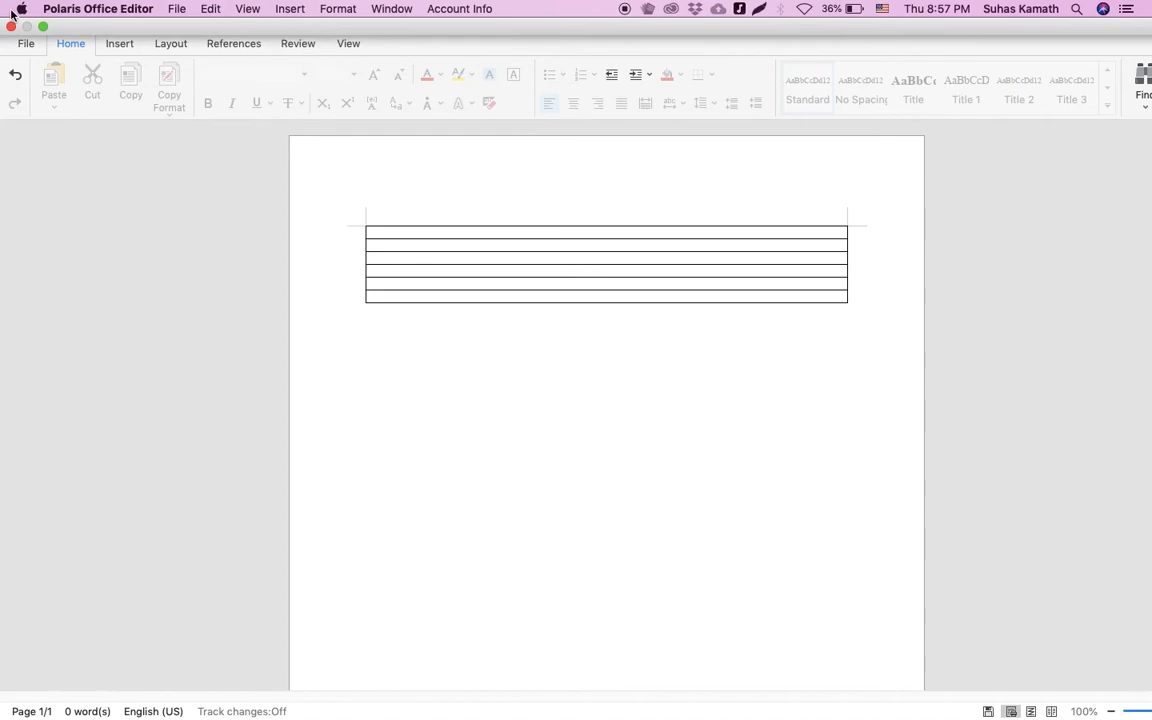 Polaris Office Editor File Edit View Insert Format Window Account Info 36% Thu 8:57 PM Suhas Kamath
File Home Insert Layout References Review View
Paste Cut Copy Copy Format
B I U T
AaBbCcDd12 AaBbCcDd12 AaBbCc AaBbCcD AaBbCcDd12 AaBbCcDd12
Standard No Spacing Title Title 1 Title 2 Title 3
Page 1/1 0 word(s) English (US) Track changes:Off 100%